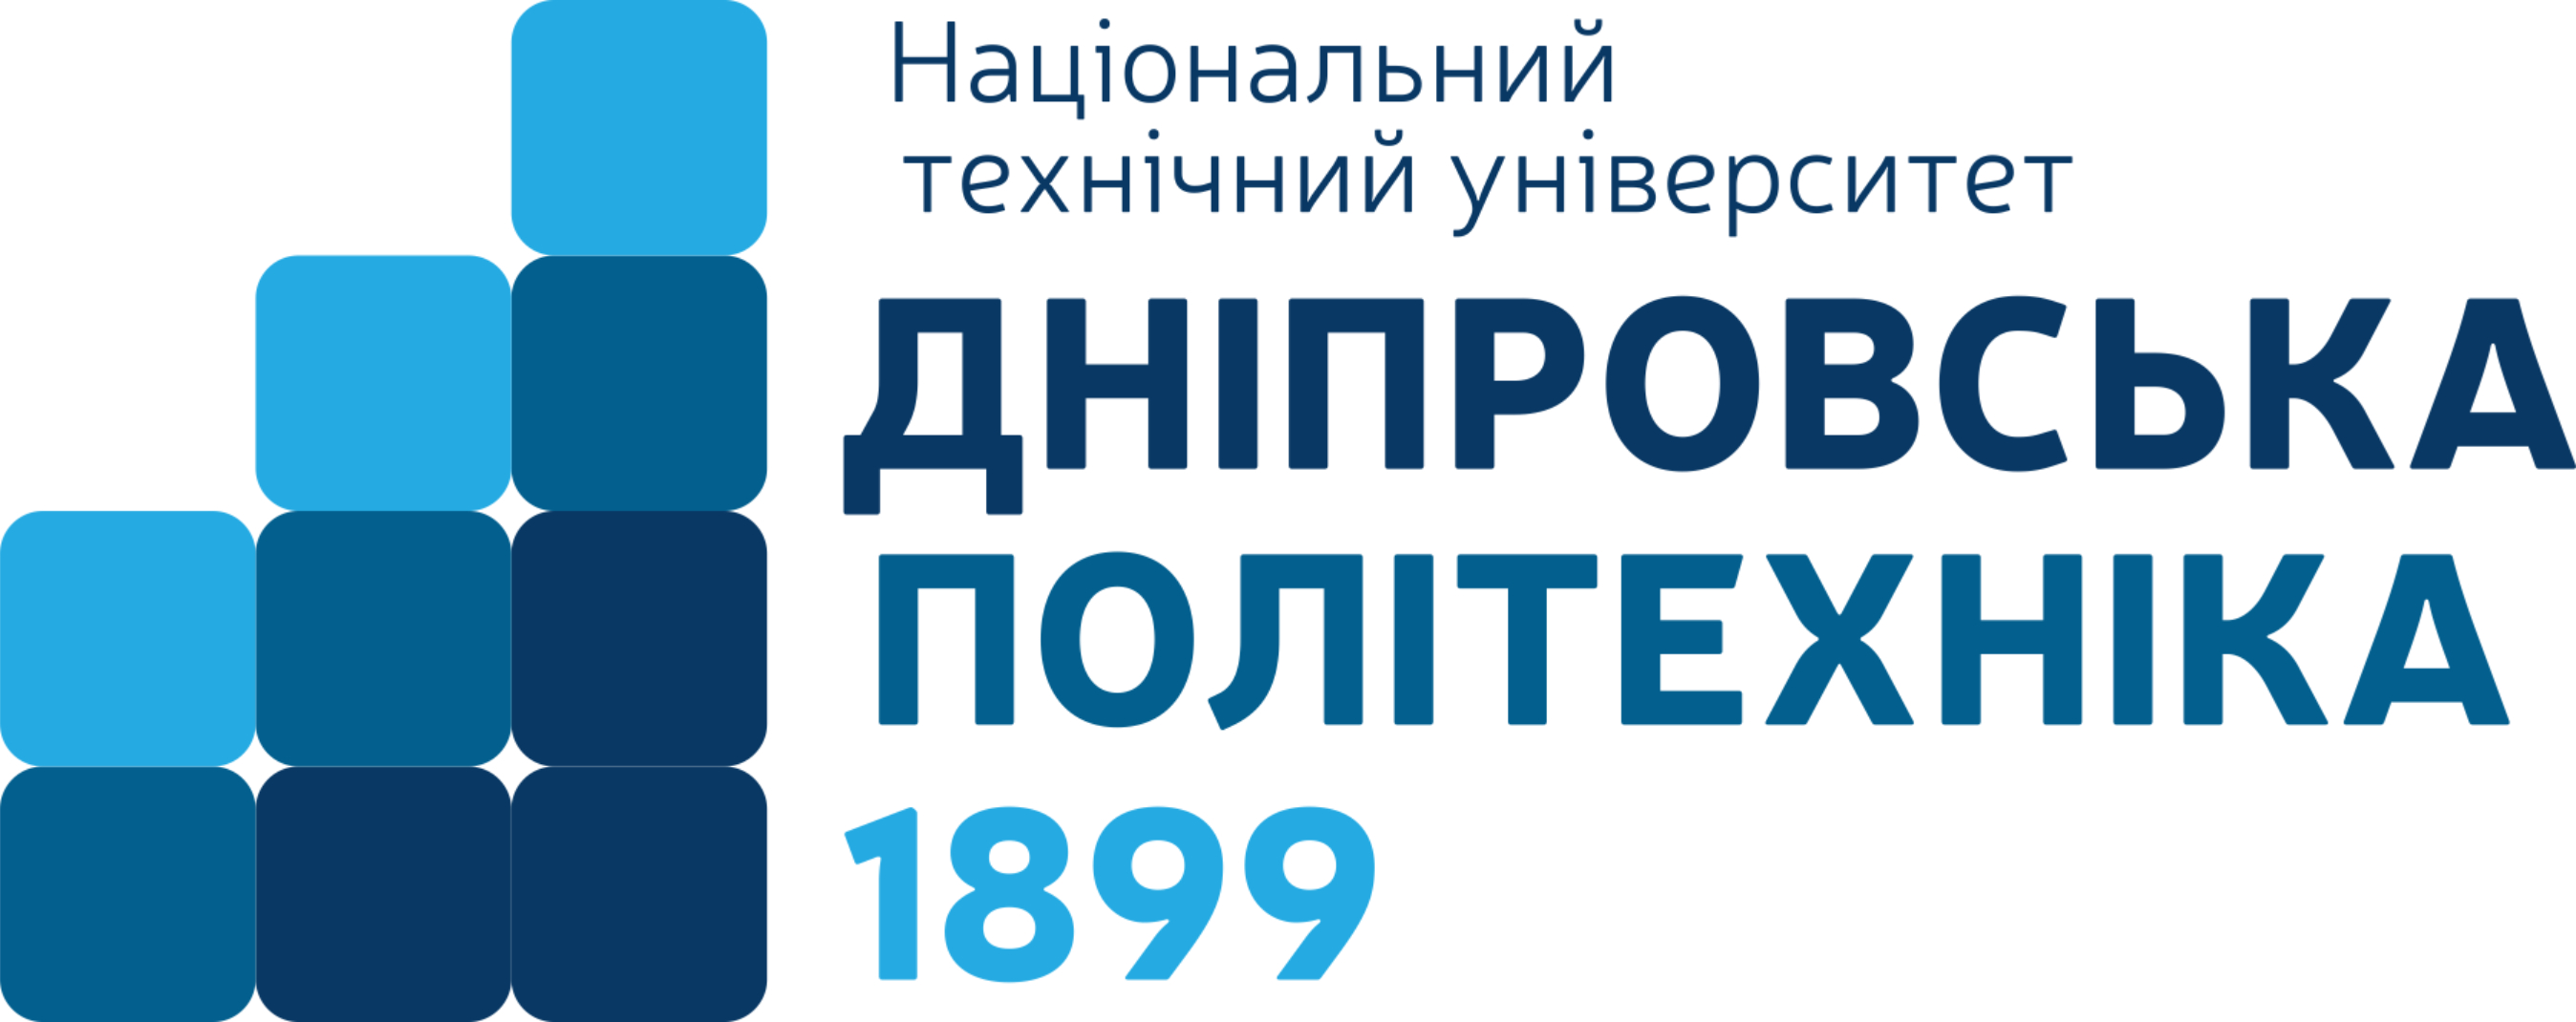 Національний
технічний університет
ДНІПРОВСЬКА
ПОЛІТЕХНІКА
1899